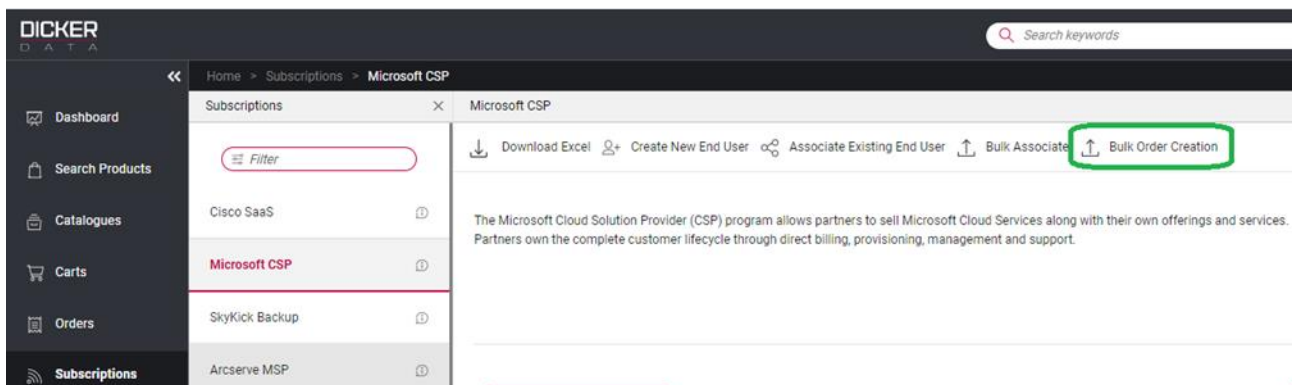 DICKER
DATA
Search keywords
Home > Subscriptions > Microsoft CSP
Dashboard
Search Products
Catalogues
Carts
Orders
Subscriptions
Subscriptions
Filter
Cisco SaaS
Microsoft CSP
SkyKick Backup
Arcserve MSP
Microsoft CSP
Download Excel Create New End User Associate Existing End User Bulk Associate Bulk Order Creation
The Microsoft Cloud Solution Provider (CSP) program allows partners to sell Microsoft Cloud Services along with their own offerings and services.
Partners own the complete customer lifecycle through direct billing, provisioning, management and support.